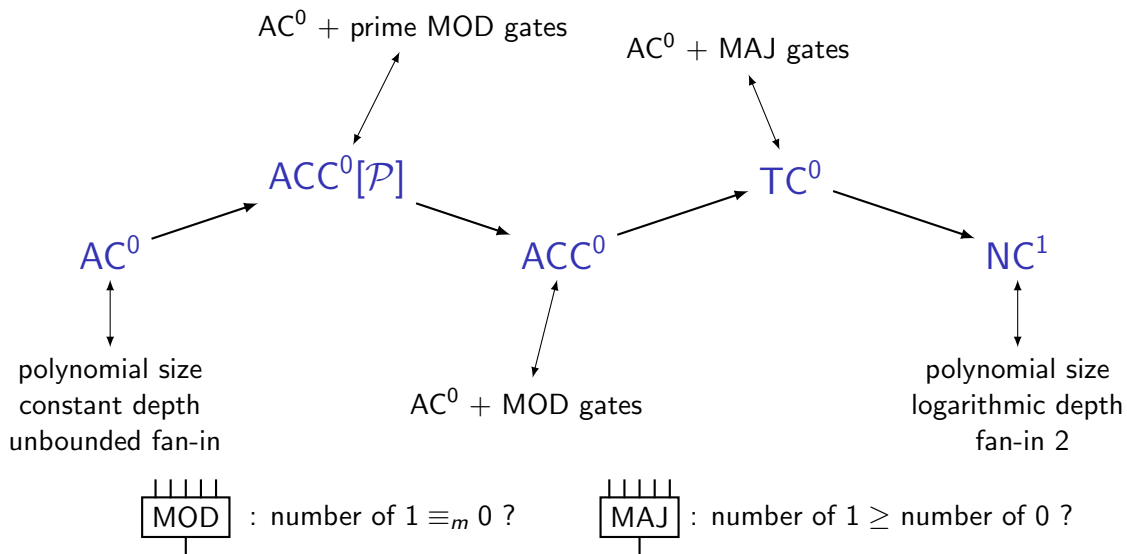 AC⁰ + prime MOD gates
AC⁰ + MAJ gates
ACC⁰[𝒫]
TC⁰
AC⁰
ACC⁰
NC¹
polynomial size
constant depth
unbounded fan-in
AC⁰ + MOD gates
polynomial size
logarithmic depth
fan-in 2
MOD : number of 1 ≡ₘ 0 ?
MAJ : number of 1 ≥ number of 0 ?